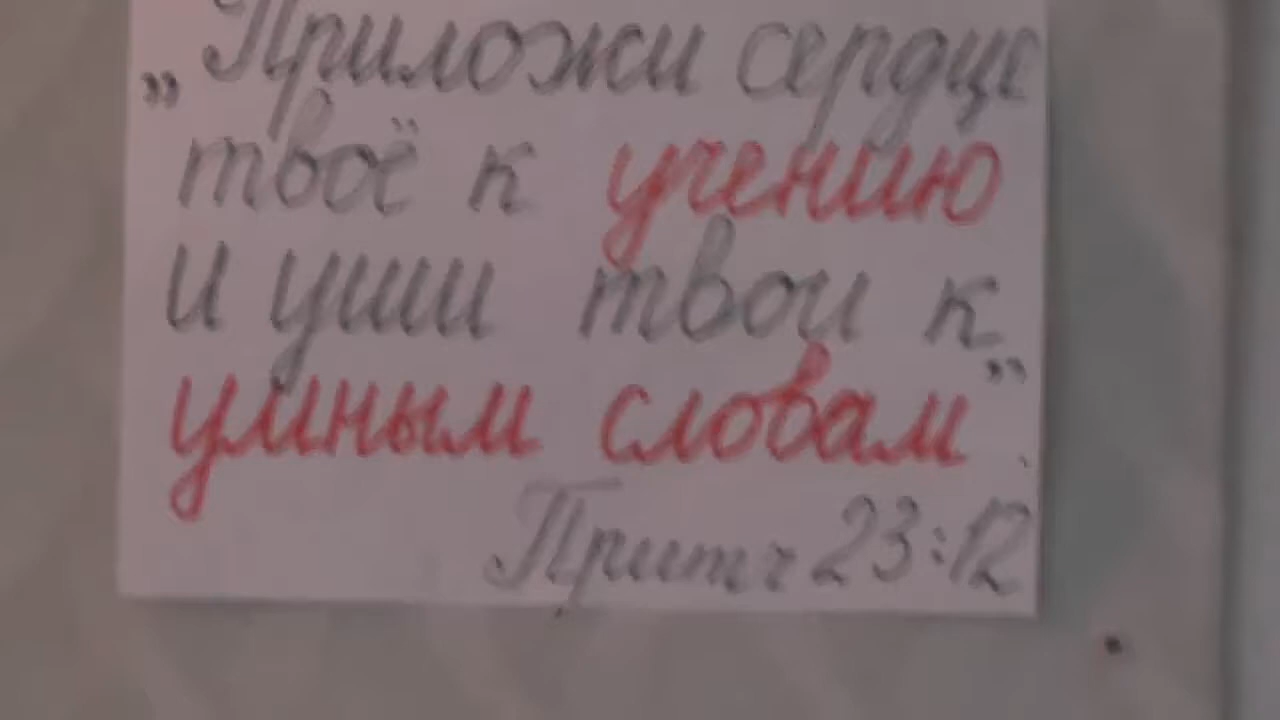 „Приложи сердце
твоё к учению
и уши твои к
умным словам”.
Притч 23:12